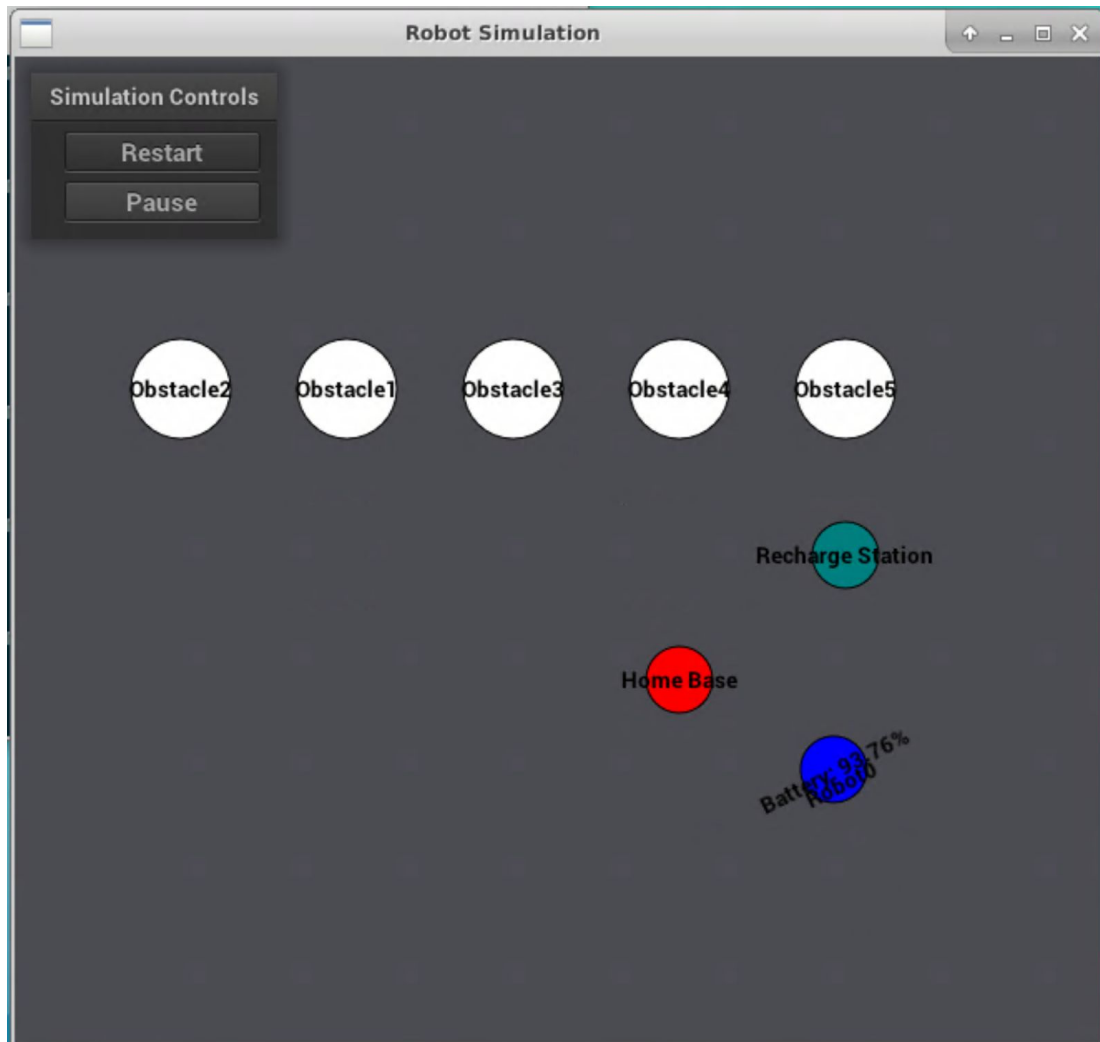 Robot Simulation
Simulation Controls
Restart
Pause
Obstacle2
Obstacle1
Obstacle3
Obstacle4
Obstacle5
Recharge Station
Home Base
Battery: 93.76%
Robot0